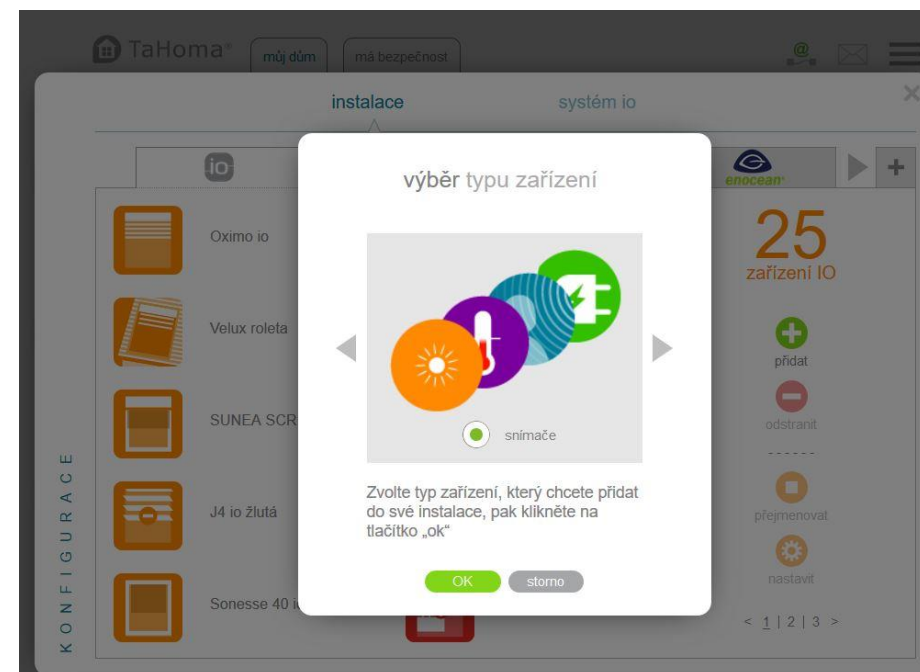 TaHoma®
můj dům
má bezpečnost
instalace
systém io
io
enocean®
výběr typu zařízení
Oximo io
25
zařízení IO
Velux roleta
přidat
SUNEA SCR
snímače
odstranit
Zvolte typ zařízení, který chcete přidat
do své instalace, pak klikněte na
tlačítko „ok“
J4 io žlutá
přejmenovat
OK
storno
nastavit
Sonesse 40 i
< 1 | 2 | 3 >
KONFIGURACE